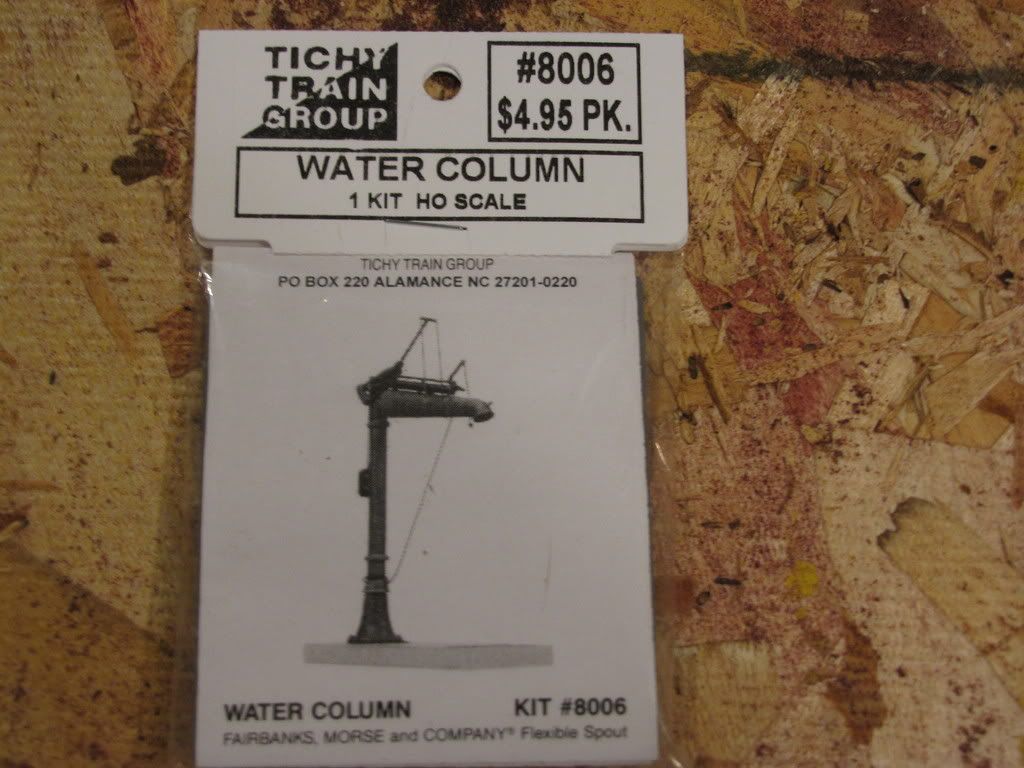 TICHY
TRAIN
GROUP
#8006
$4.95 PK.
WATER COLUMN
1 KIT HO SCALE
TICHY TRAIN GROUP
PO BOX 220 ALAMANCE NC 27201-0220
WATER COLUMN KIT #8006
FAIRBANKS, MORSE and COMPANY® Flexible Spout